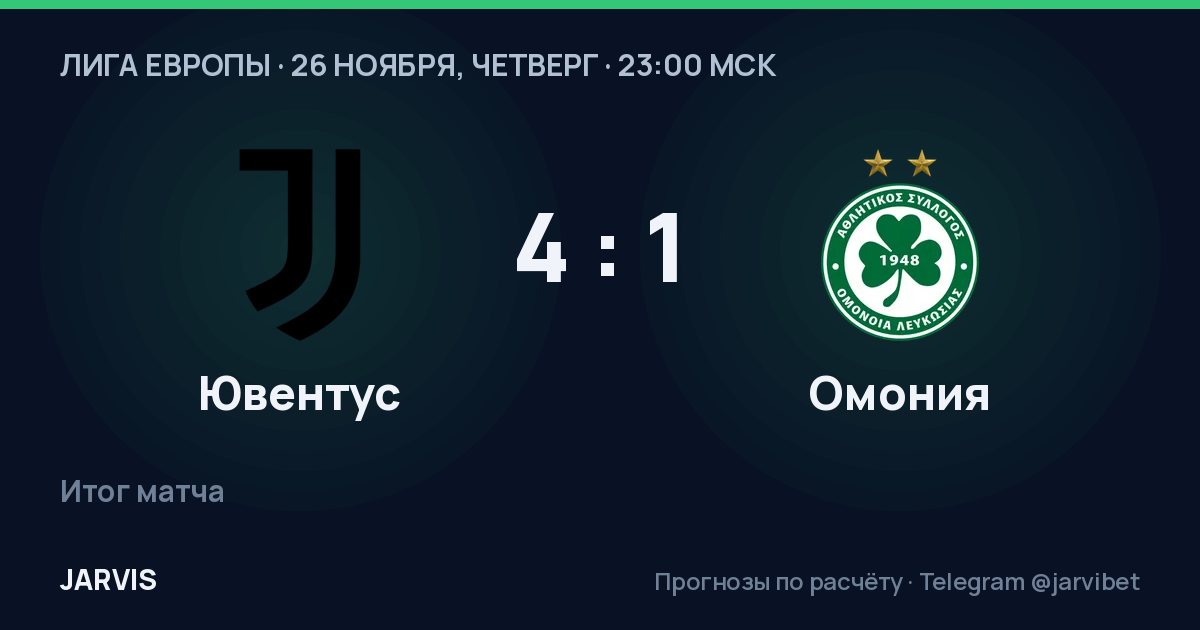 ЛИГА ЕВРОПЫ · 26 НОЯБРЯ, ЧЕТВЕРГ · 23:00 МСК
4 : 1
ΑΘΛΗΤΙΚΟΣ ΣΥΛΛΟΓΟΣ
1948
ΟΜΟΝΟΙΑ ΛΕΥΚΩΣΙΑΣ
Ювентус
Омония
Итог матча
JARVIS
Прогнозы по расчёту · Telegram @jarvibet